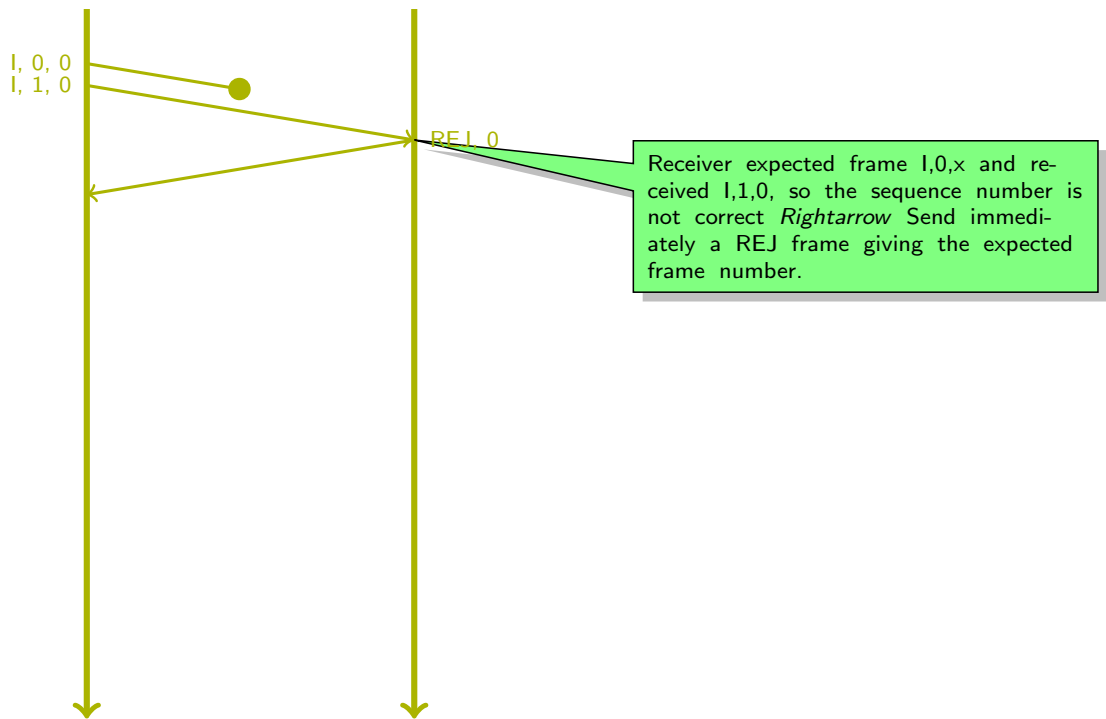 I, 0, 0
I, 1, 0
REJ, 0
Receiver expected frame I,0,x and re-
ceived I,1,0, so the sequence number is
not correct Rightarrow Send immedi-
ately a REJ frame giving the expected
frame number.